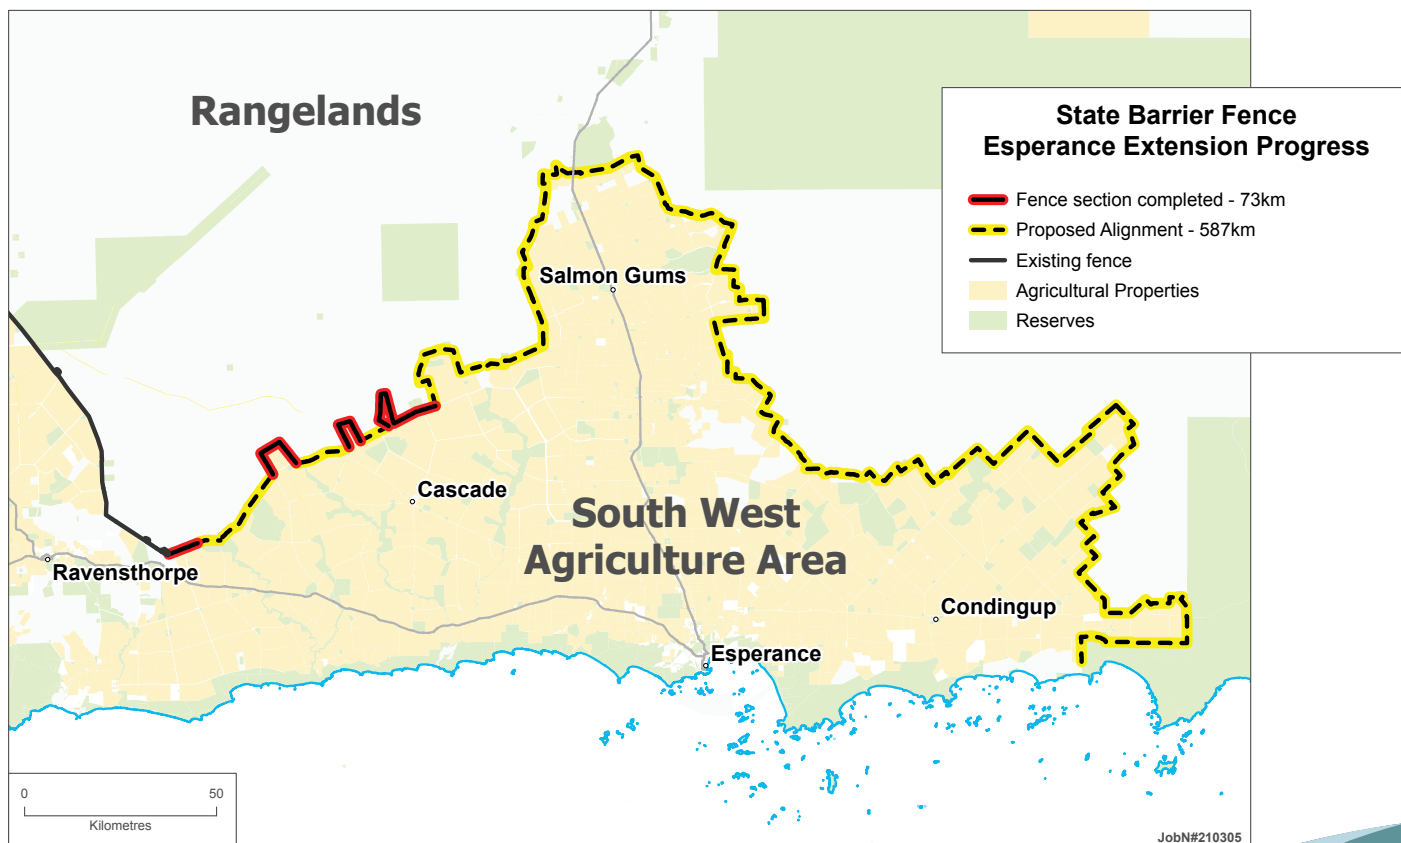 Rangelands
State Barrier Fence
Esperance Extension Progress
Fence section completed - 73km
Proposed Alignment - 587km
Existing fence
Agricultural Properties
Reserves
Salmon Gums
Cascade
South West
Agriculture Area
Ravensthorpe
Condingup
Esperance
0 50
Kilometres
JobN#210305